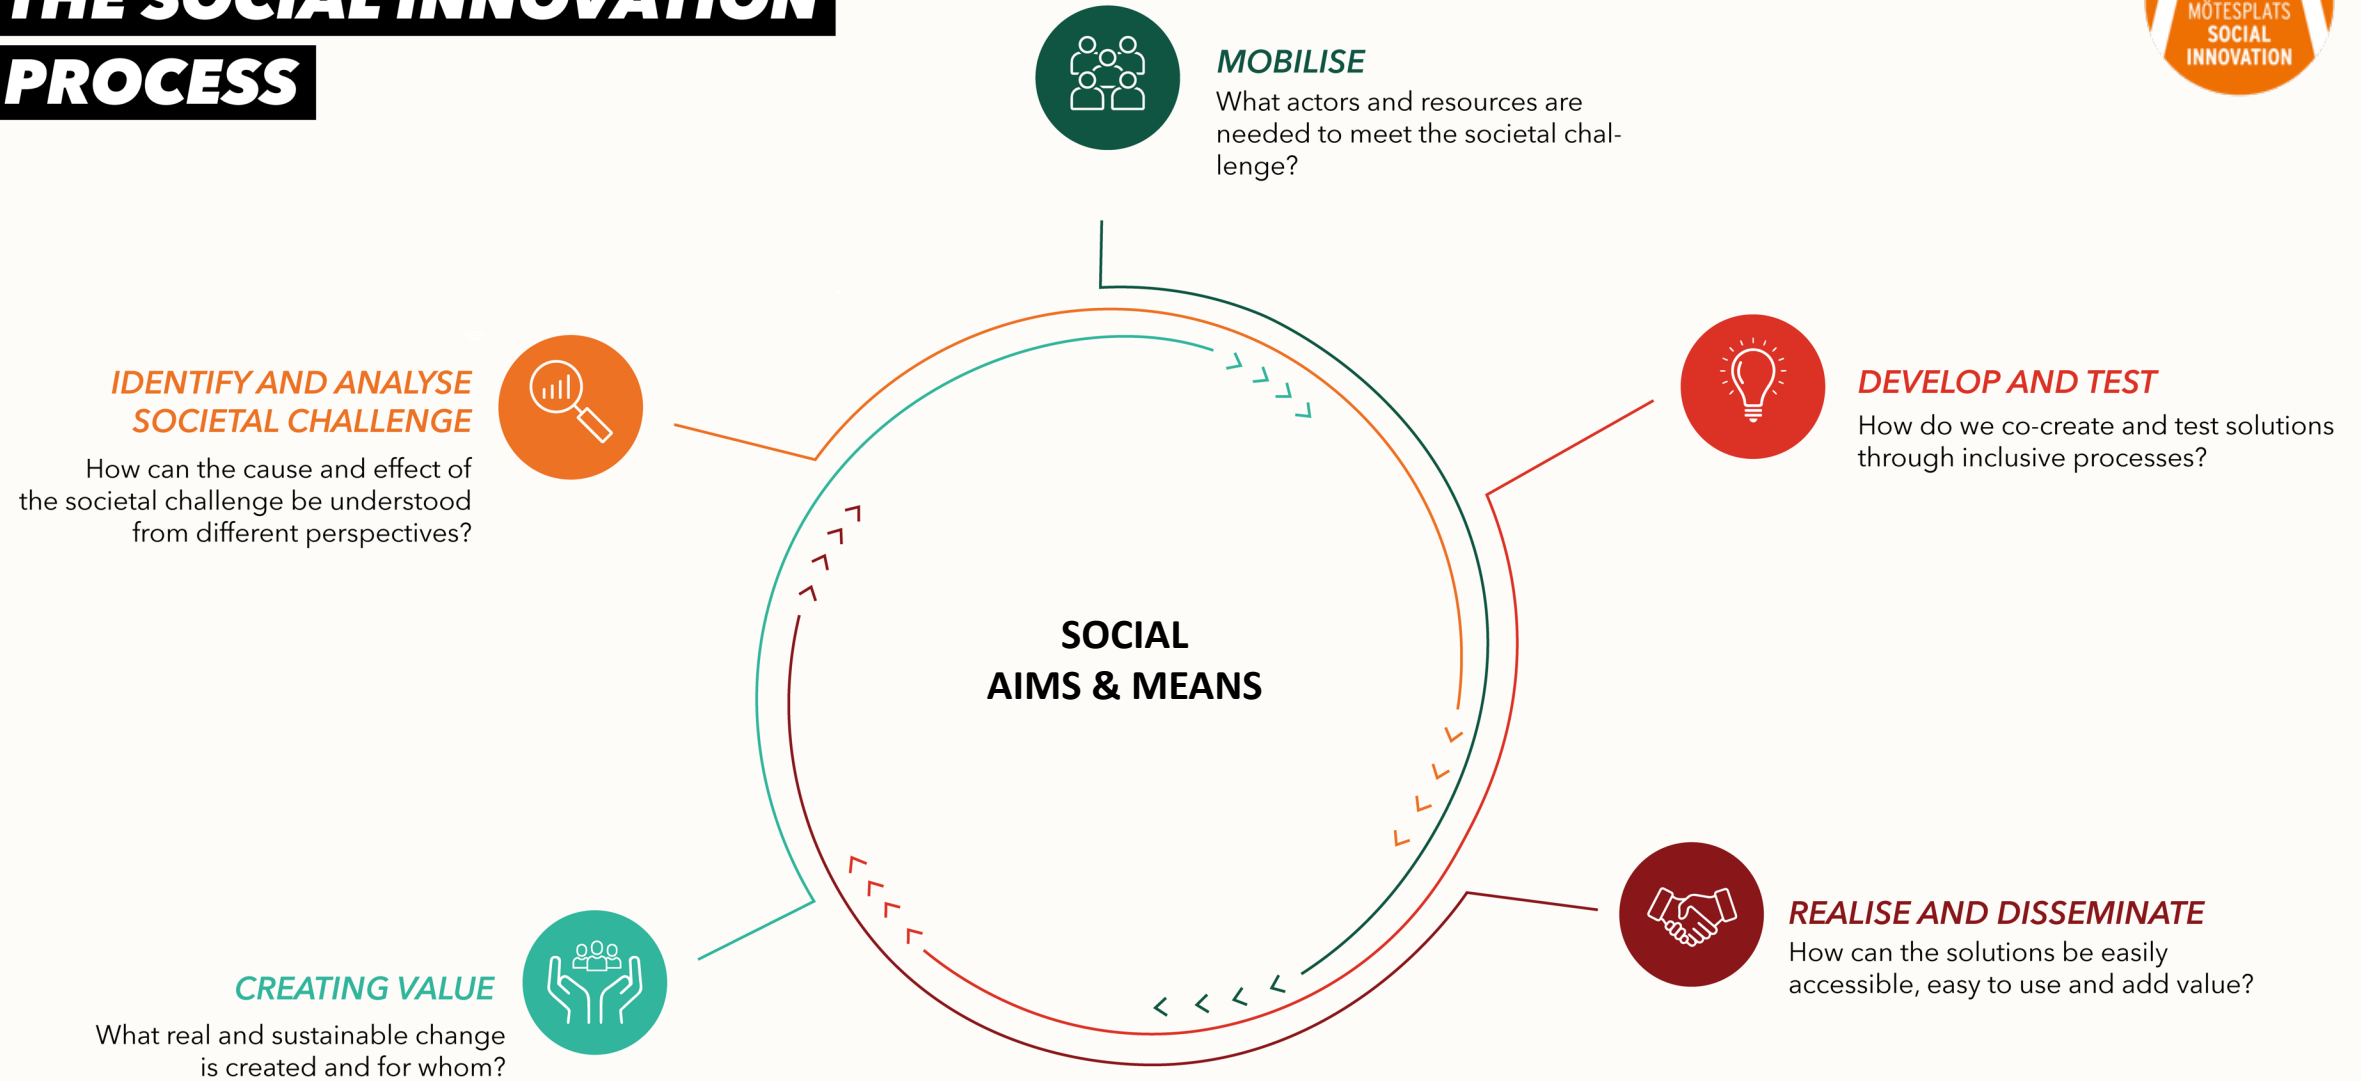 THE SOCIAL INNOVATION
PROCESS
MÖTESPLATS
SOCIAL
INNOVATION
MOBILISE
What actors and resources are
needed to meet the societal chal-
lenge?
IDENTIFY AND ANALYSE
SOCIETAL CHALLENGE
How can the cause and effect of
the societal challenge be understood
from different perspectives?
DEVELOP AND TEST
How do we co-create and test solutions
through inclusive processes?
SOCIAL
AIMS & MEANS
REALISE AND DISSEMINATE
How can the solutions be easily
accessible, easy to use and add value?
CREATING VALUE
What real and sustainable change
is created and for whom?